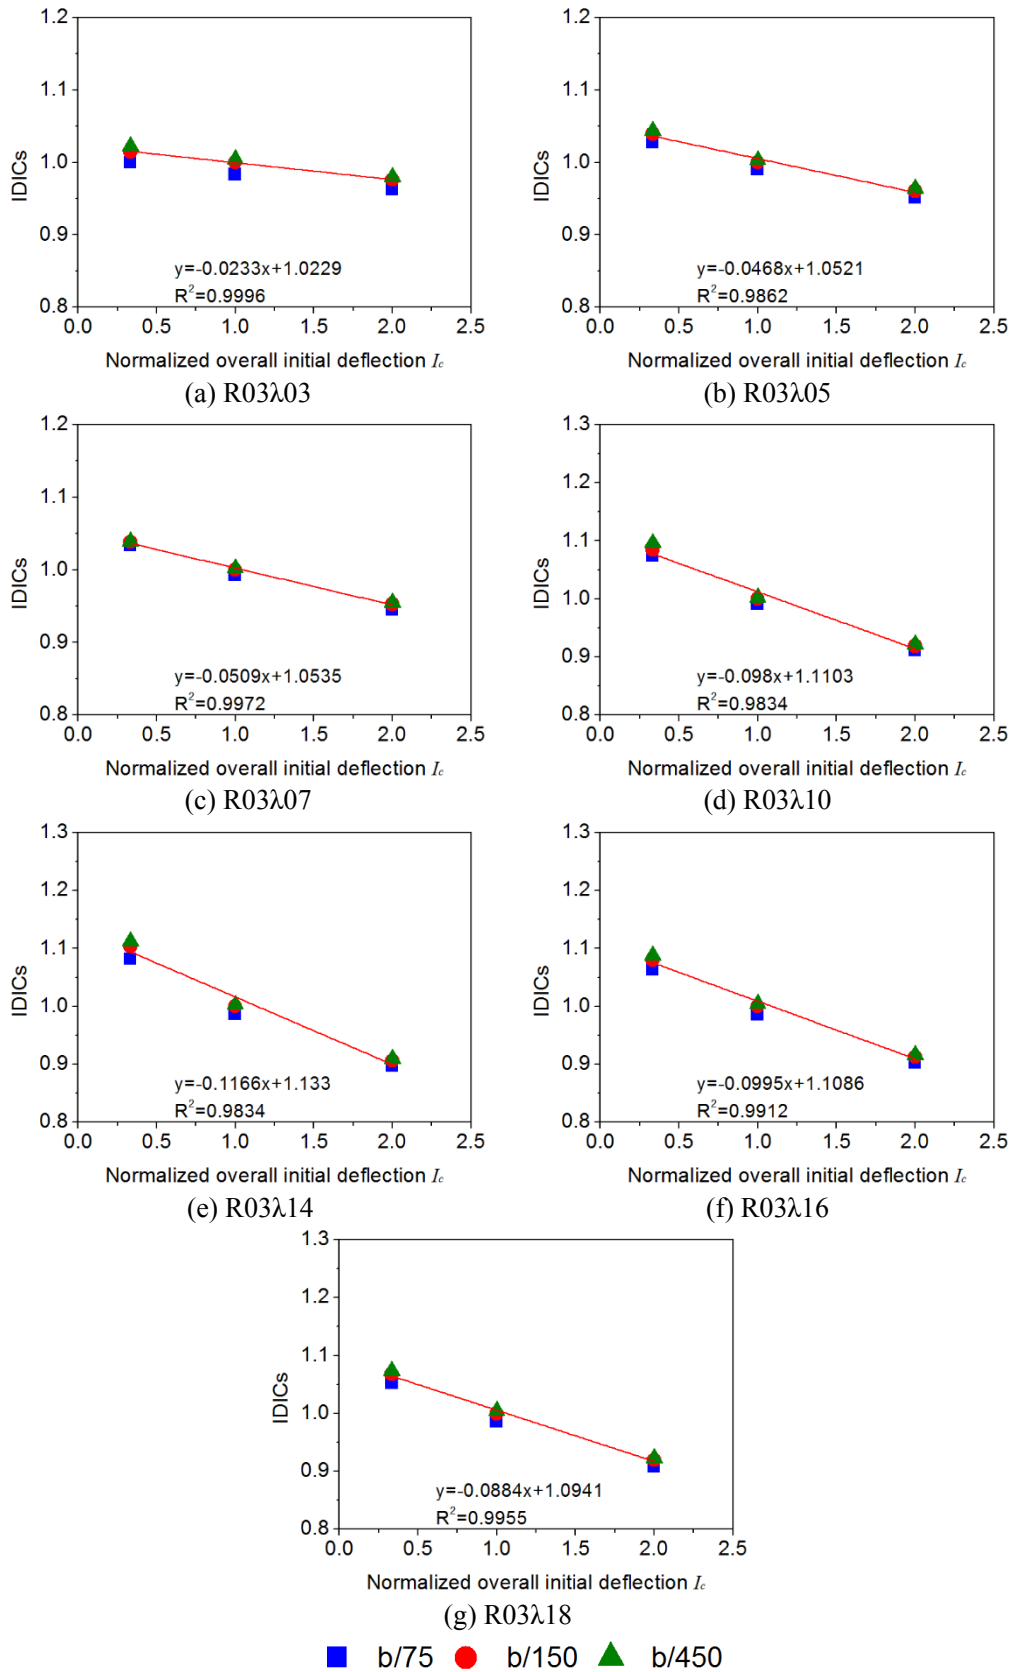 1.2
1.1
1.0
0.9
0.8
IDICs
y=-0.0233x+1.0229
R²=0.9996
0.0 0.5 1.0 1.5 2.0 2.5
Normalized overall initial deflection Ic
(a) R03λ03
1.2
1.1
1.0
0.9
0.8
IDICs
y=-0.0468x+1.0521
R²=0.9862
0.0 0.5 1.0 1.5 2.0 2.5
Normalized overall initial deflection Ic
(b) R03λ05
1.2
1.1
1.0
0.9
0.8
IDICs
y=-0.0509x+1.0535
R²=0.9972
0.0 0.5 1.0 1.5 2.0 2.5
Normalized overall initial deflection Ic
(c) R03λ07
1.3
1.2
1.1
1.0
0.9
0.8
IDICs
y=-0.098x+1.1103
R²=0.9834
0.0 0.5 1.0 1.5 2.0 2.5
Normalized overall initial deflection Ic
(d) R03λ10
1.3
1.2
1.1
1.0
0.9
0.8
IDICs
y=-0.1166x+1.133
R²=0.9834
0.0 0.5 1.0 1.5 2.0 2.5
Normalized overall initial deflection Ic
(e) R03λ14
1.3
1.2
1.1
1.0
0.9
0.8
IDICs
y=-0.0995x+1.1086
R²=0.9912
0.0 0.5 1.0 1.5 2.0 2.5
Normalized overall initial deflection Ic
(f) R03λ16
1.3
1.2
1.1
1.0
0.9
0.8
IDICs
y=-0.0884x+1.0941
R²=0.9955
0.0 0.5 1.0 1.5 2.0 2.5
Normalized overall initial deflection Ic
(g) R03λ18
b/75 b/150 b/450